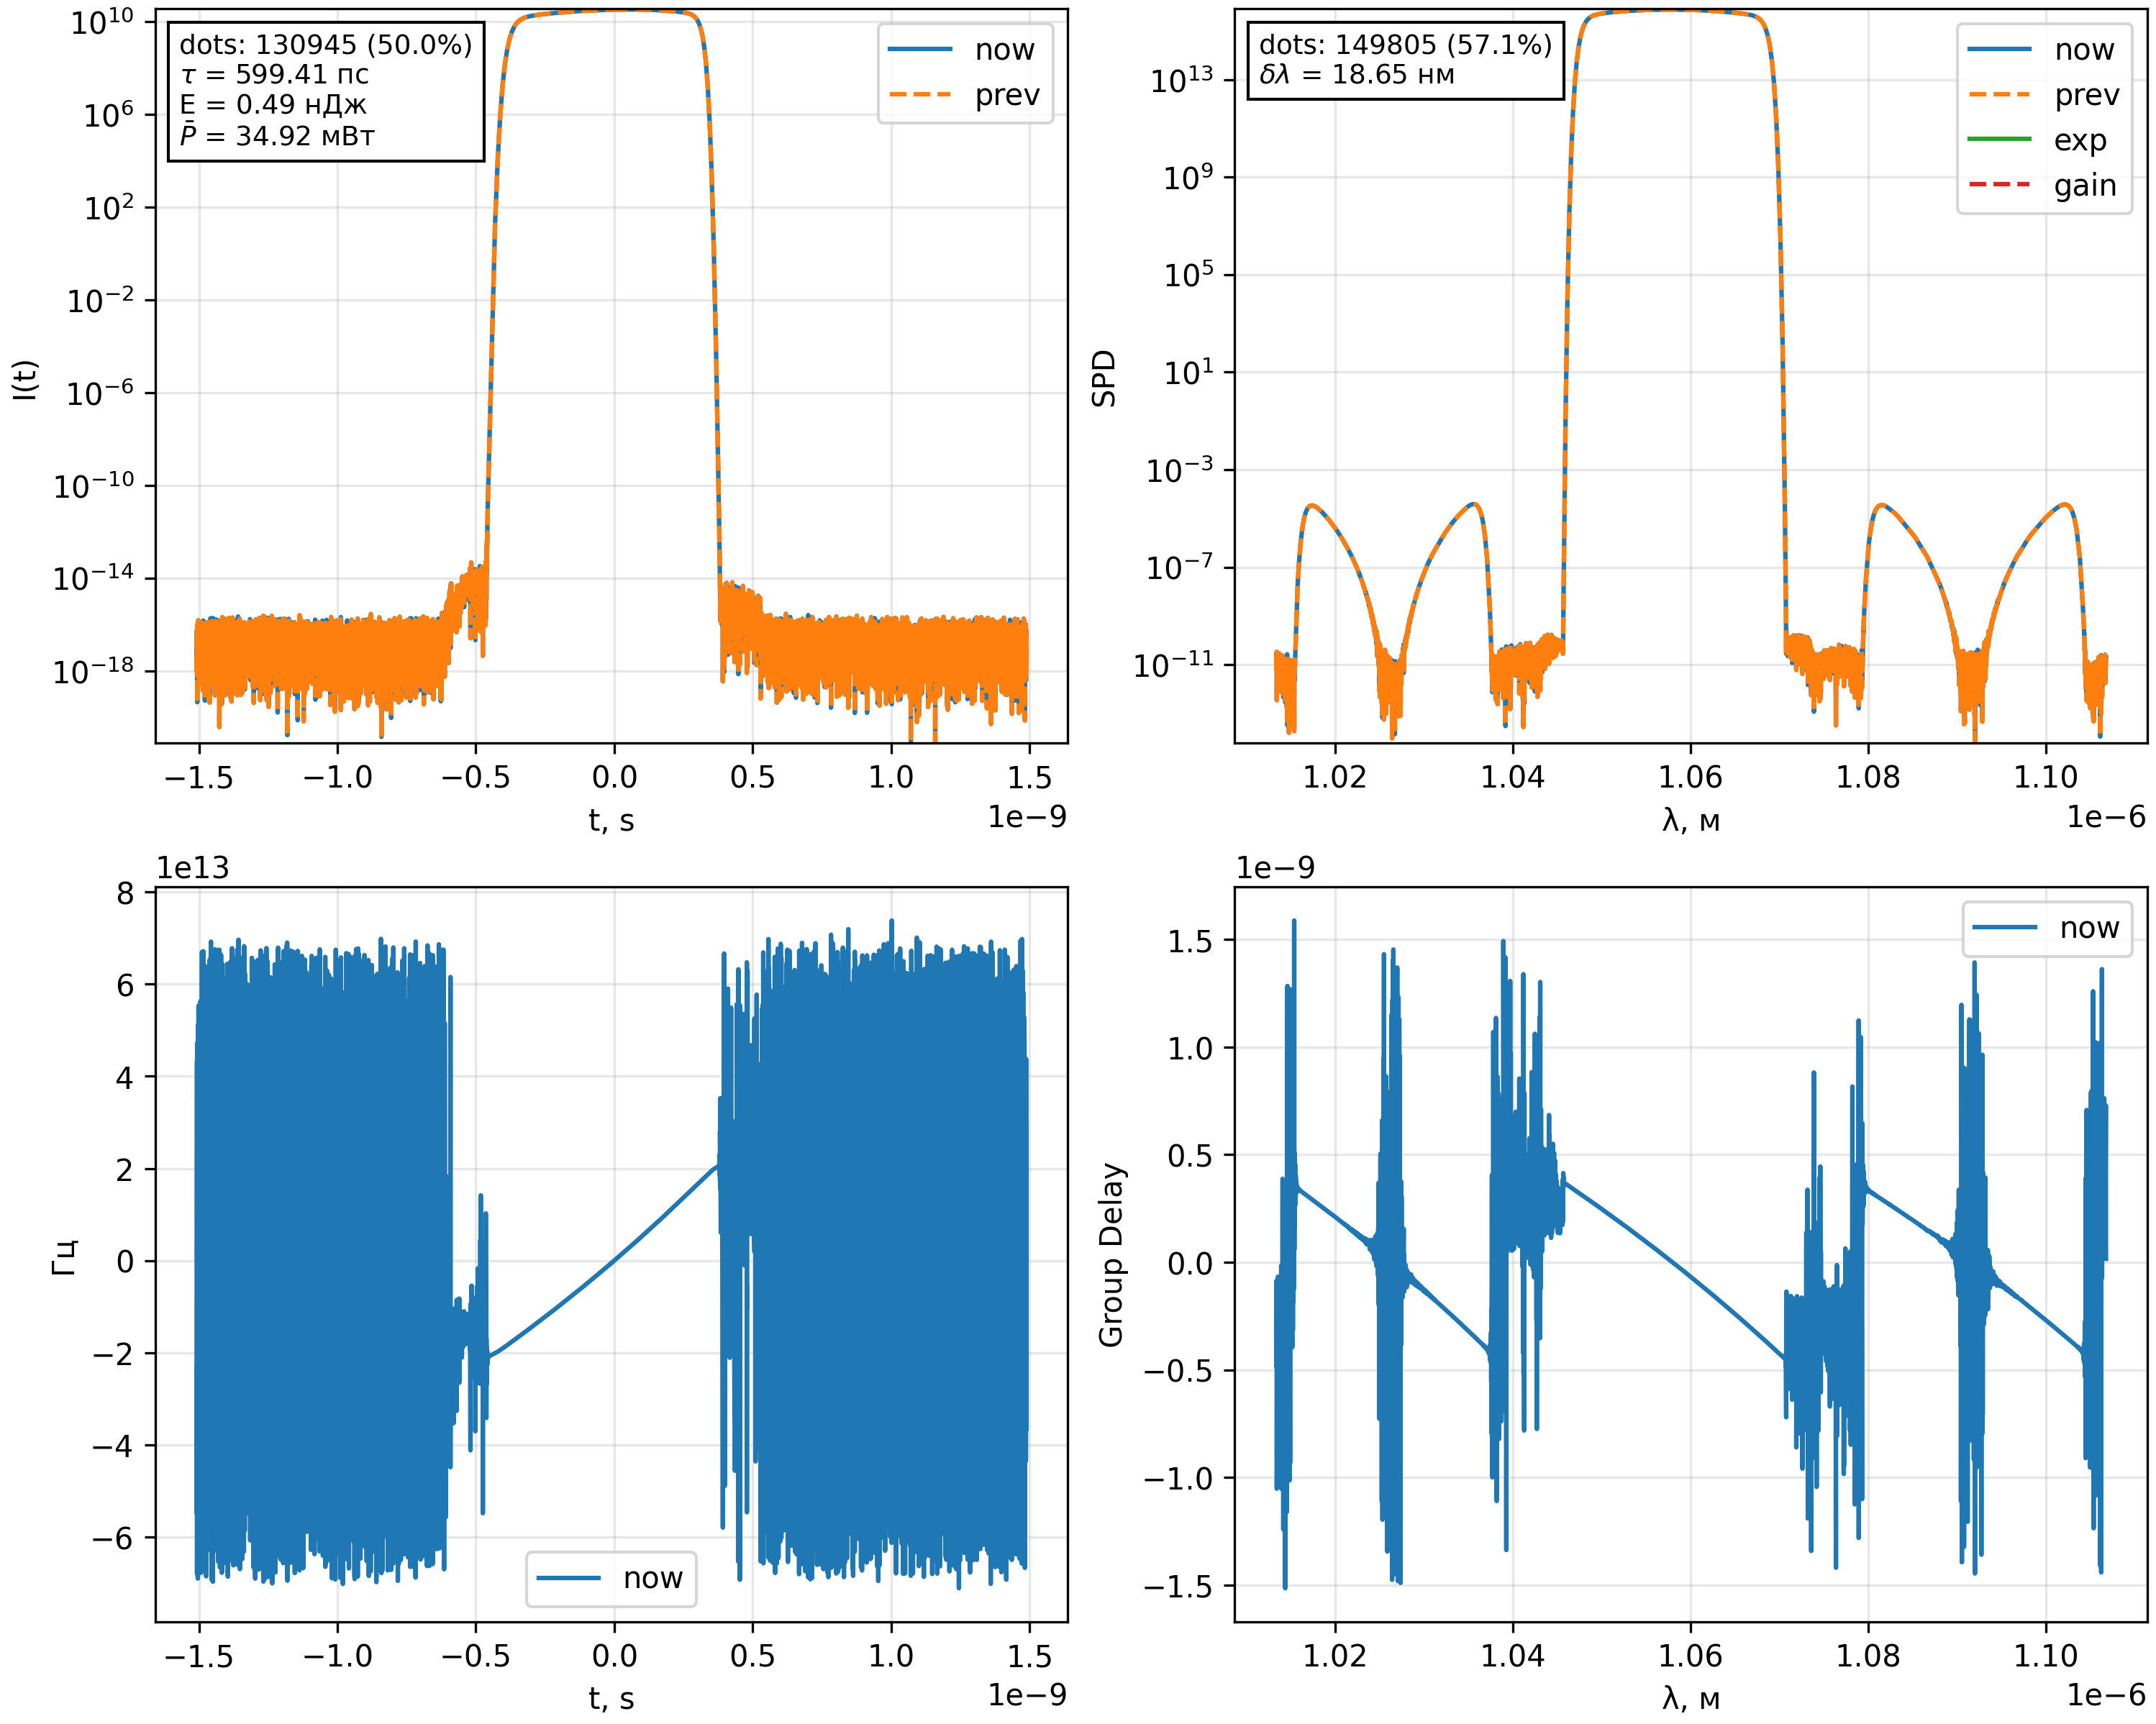 dots: 130945 (50.0%)
τ = 599.41 пс
E = 0.49 нДж
P̄ = 34.92 мВт
now
prev
10¹⁰
10⁶
10²
10⁻²
10⁻⁶
10⁻¹⁰
10⁻¹⁴
10⁻¹⁸
I(t)
−1.5 −1.0 −0.5 0.0 0.5 1.0 1.5
t, s
1e−9
dots: 149805 (57.1%)
δλ = 18.65 нм
now
prev
exp
gain
10¹³
10⁹
10⁵
10¹
10⁻³
10⁻⁷
10⁻¹¹
SPD
1.02 1.04 1.06 1.08 1.10
λ, м
1e−6
1e13
8
6
4
2
0
−2
−4
−6
Гц
now
−1.5 −1.0 −0.5 0.0 0.5 1.0 1.5
t, s
1e−9
1e−9
now
1.5
1.0
0.5
0.0
−0.5
−1.0
−1.5
Group Delay
1.02 1.04 1.06 1.08 1.10
λ, м
1e−6